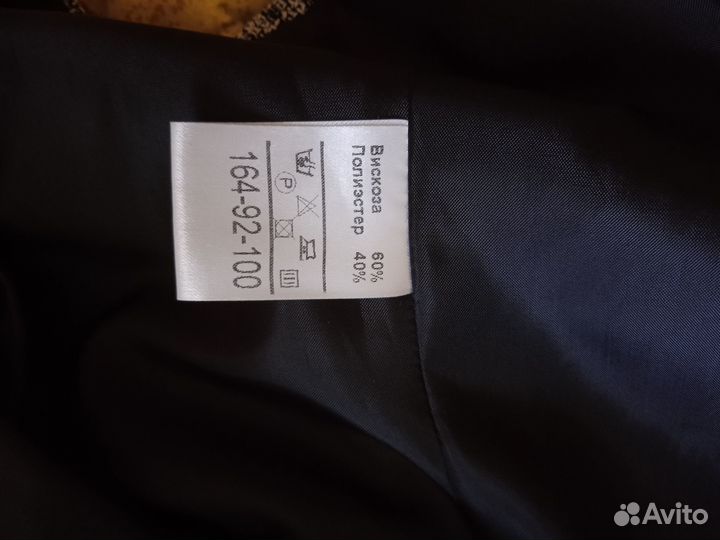 Вискоза 60%
Полиэстер 40%
P
164-92-100
Avito